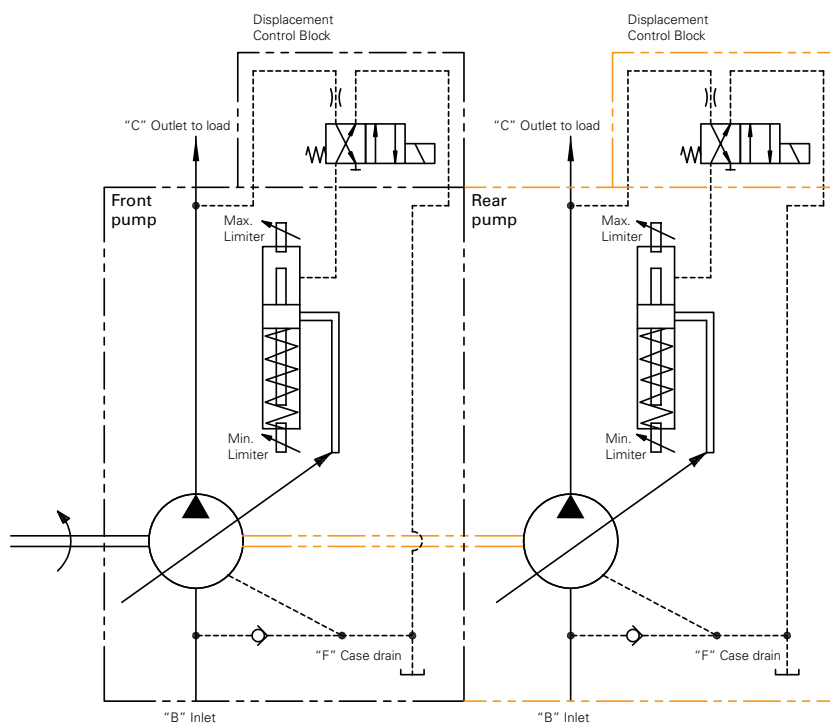 Displacement
Control Block
Displacement
Control Block
“C” Outlet to load
“C” Outlet to load
Front
pump
Rear
pump
Max.
Limiter
Max.
Limiter
Min.
Limiter
Min.
Limiter
“F” Case drain
“F” Case drain
“B” Inlet
“B” Inlet